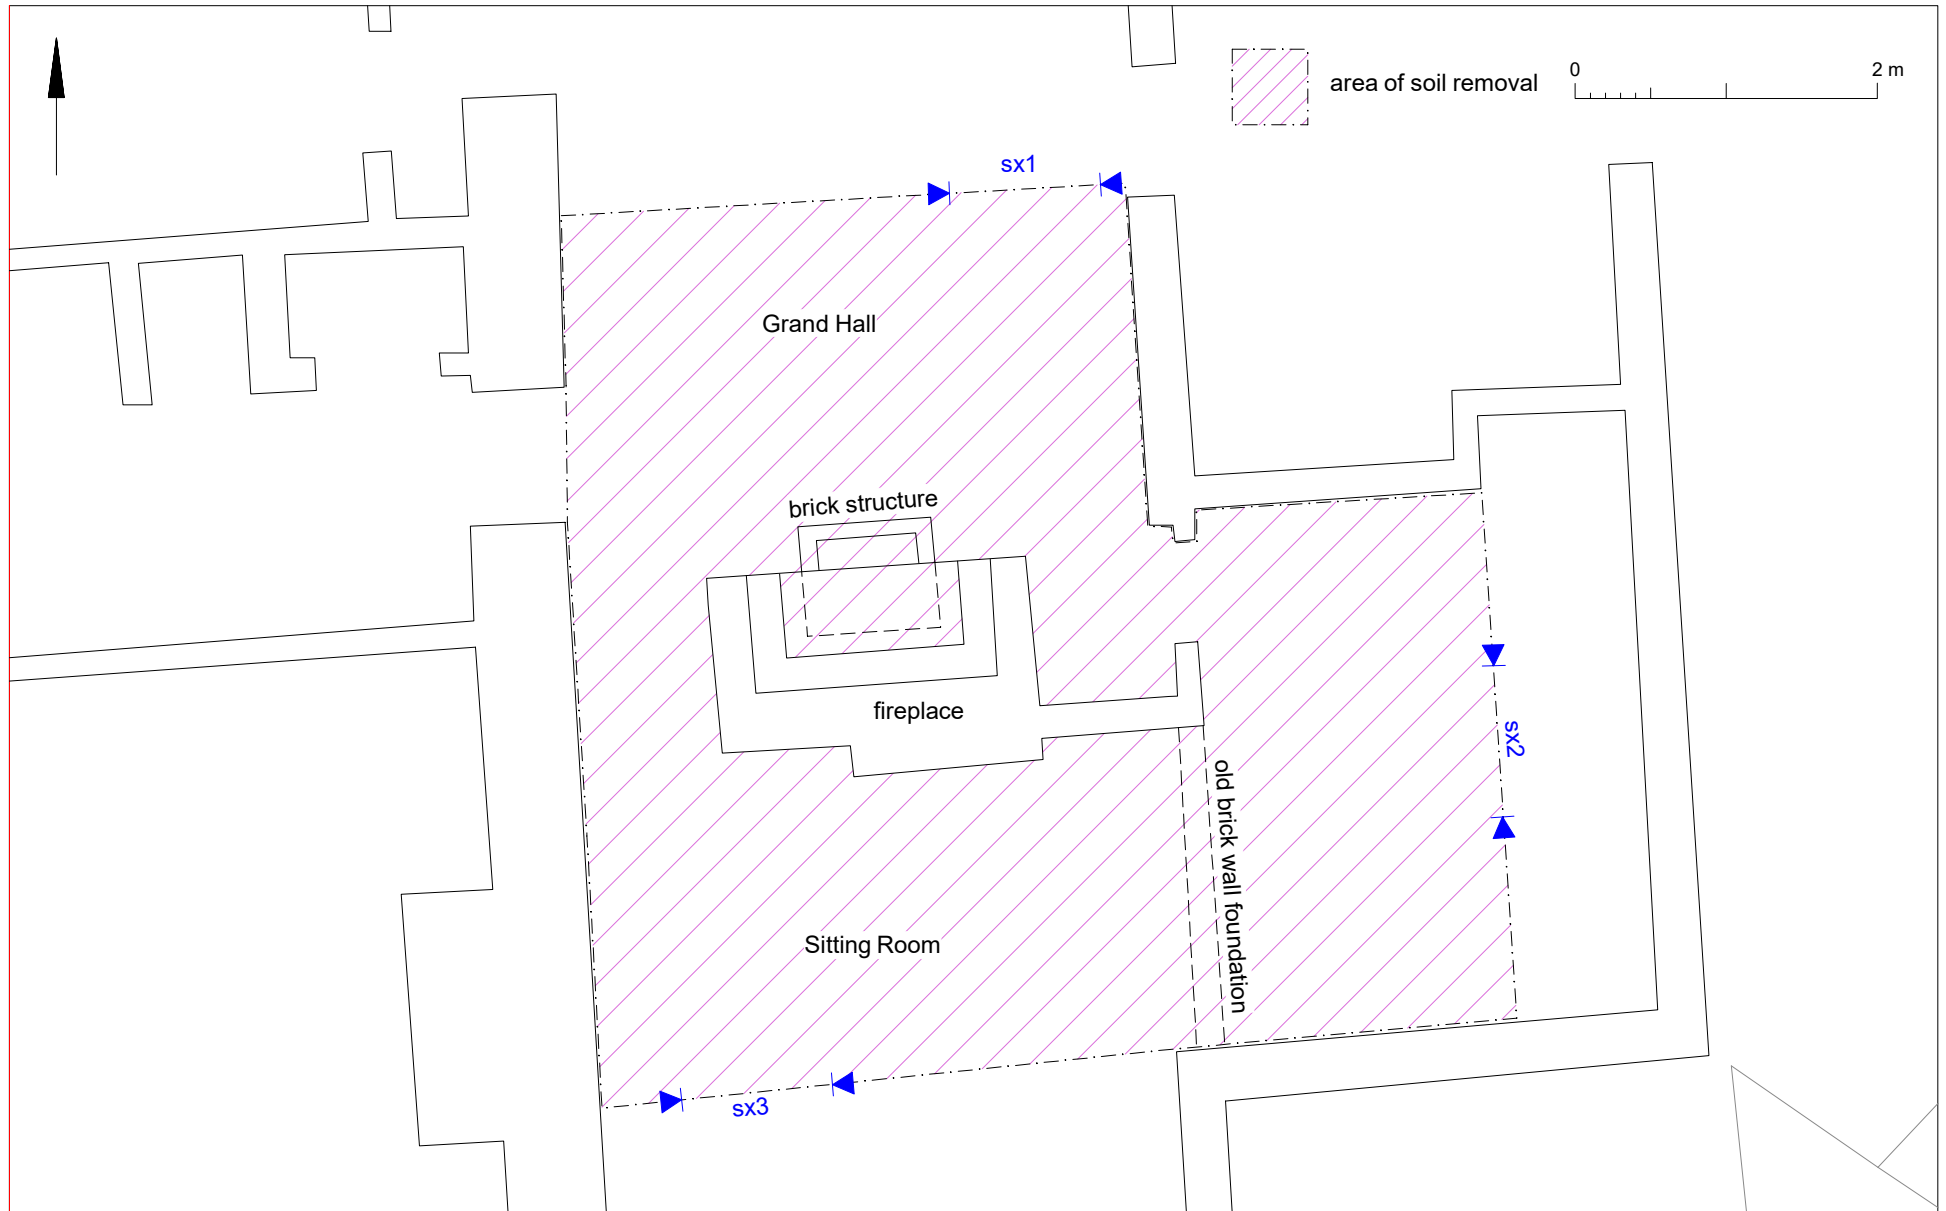 0 2 m
area of soil removal
sx1
Grand Hall
brick structure
fireplace
sx2
old brick wall foundation
Sitting Room
sx3